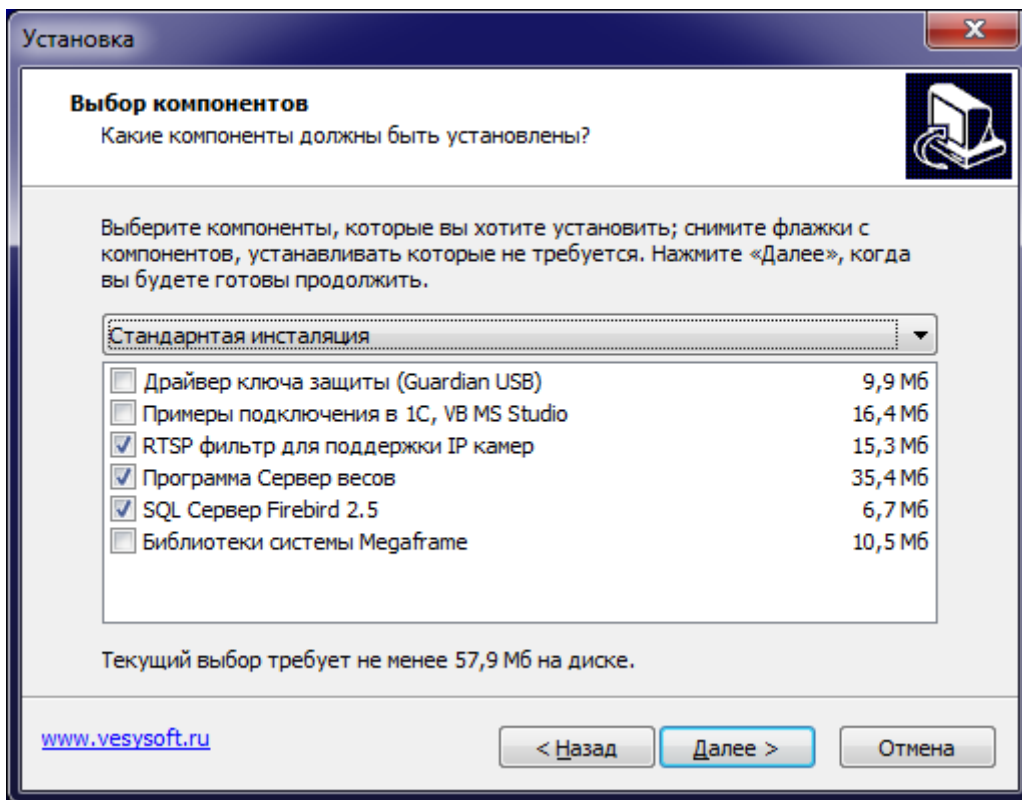 Установка
Выбор компонентов
Какие компоненты должны быть установлены?
Выберите компоненты, которые вы хотите установить; снимите флажки с
компонентов, устанавливать которые не требуется. Нажмите «Далее», когда
вы будете готовы продолжить.
Стандарнтая инсталяция
Драйвер ключа защиты (Guardian USB) 9,9 Мб
Примеры подключения в 1С, VB MS Studio 16,4 Мб
RTSP фильтр для поддержки IP камер 15,3 Мб
Программа Сервер весов 35,4 Мб
SQL Сервер Firebird 2.5 6,7 Мб
Библиотеки системы Megaframe 10,5 Мб
Текущий выбор требует не менее 57,9 Мб на диске.
www.vesysoft.ru < Назад Далее > Отмена